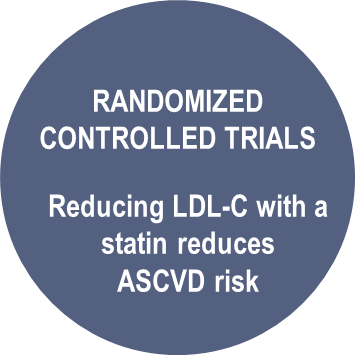 RANDOMIZED
CONTROLLED TRIALS
Reducing LDL-C with a
statin reduces
ASCVD risk